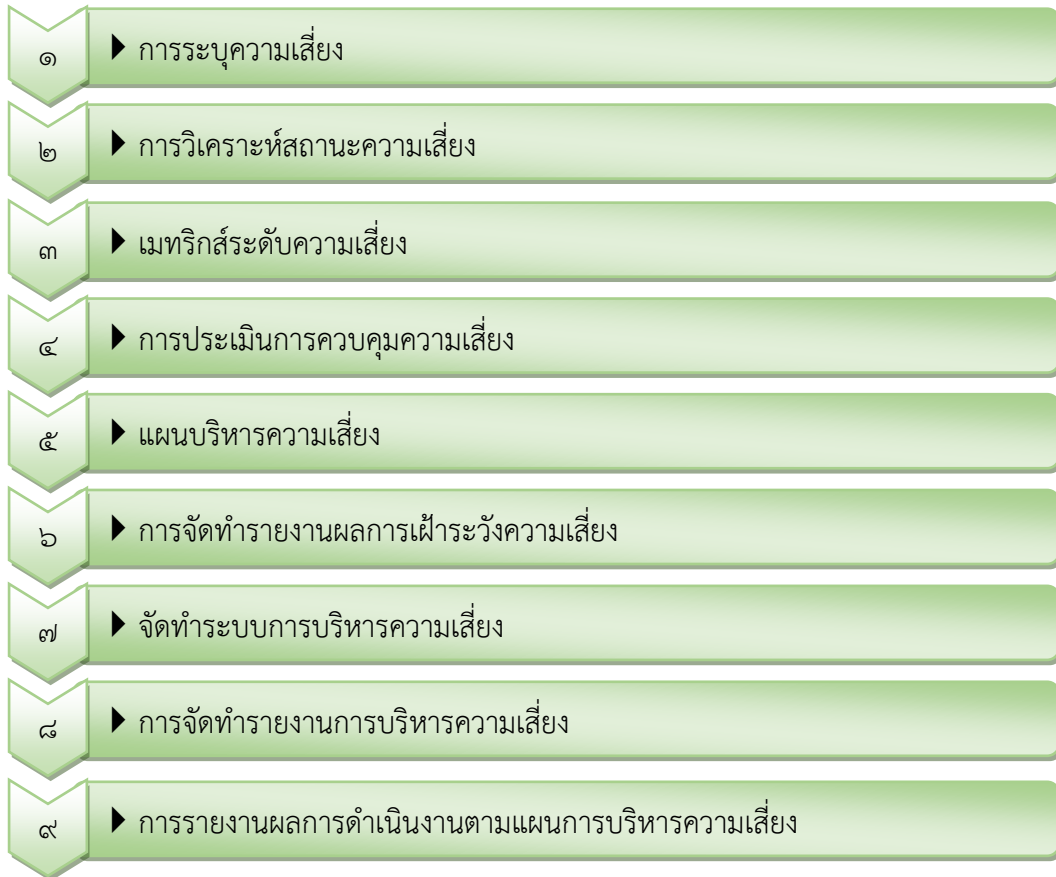 ๑ การระบุความเสี่ยง
๒ การวิเคราะห์สถานะความเสี่ยง
๓ เมทริกส์ระดับความเสี่ยง
๔ การประเมินการควบคุมความเสี่ยง
๕ แผนบริหารความเสี่ยง
๖ การจัดทำรายงานผลการเฝ้าระวังความเสี่ยง
๗ จัดทำระบบการบริหารความเสี่ยง
๘ การจัดทำรายงานการบริหารความเสี่ยง
๙ การรายงานผลการดำเนินงานตามแผนการบริหารความเสี่ยง